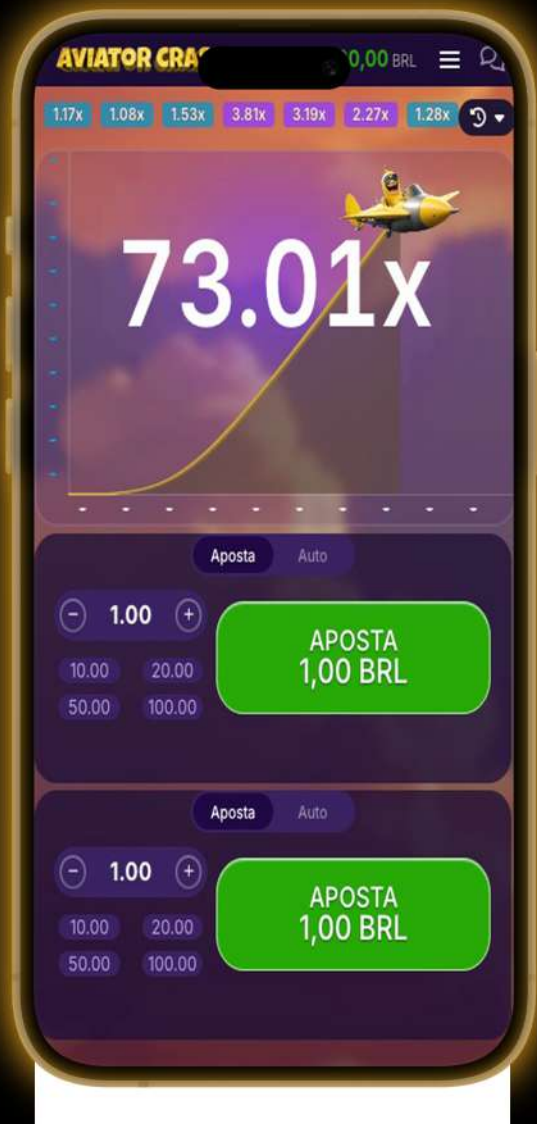 AVIATOR CRAS 0,00 BRL
1.17x 1.08x 1.53x 3.81x 3.19x 2.27x 1.28x
73.01x
Aposta Auto
1.00
APOSTA
1,00 BRL
10.00 20.00
50.00 100.00
Aposta Auto
1.00
APOSTA
1,00 BRL
10.00 20.00
50.00 100.00